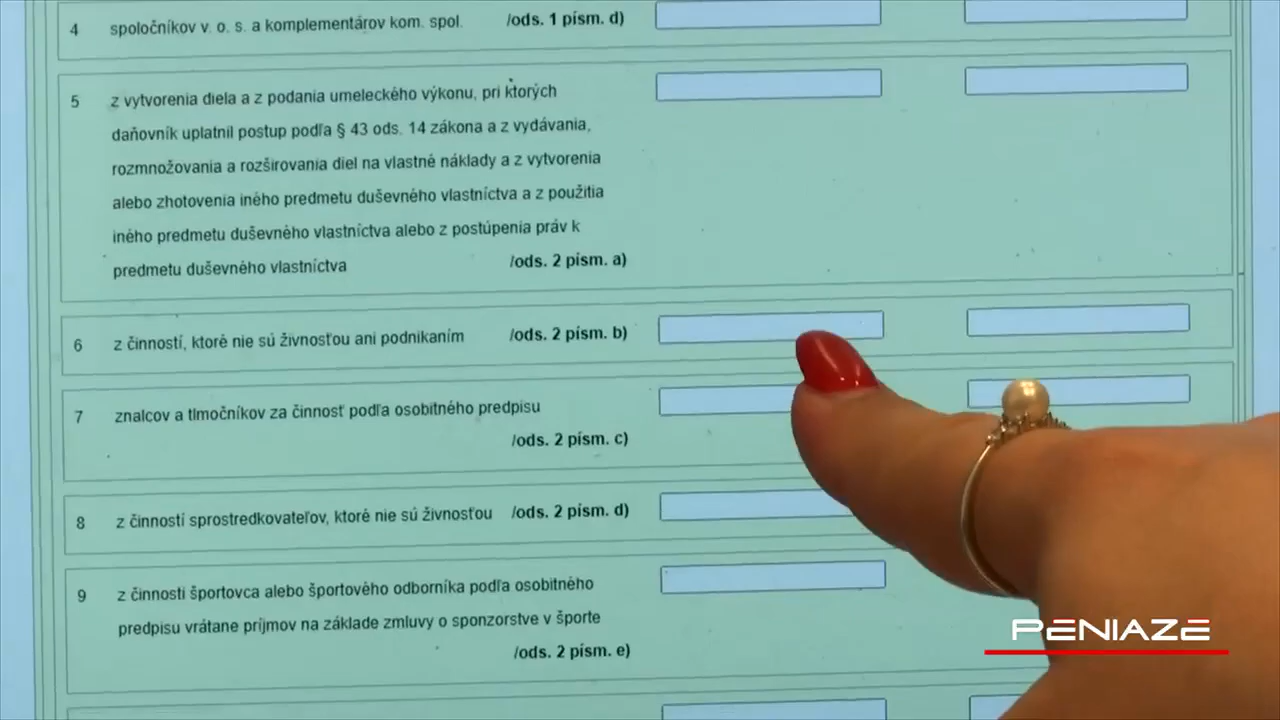 4 spoločníkov v. o. s. a komplementárov kom. spol. /ods. 1 písm. d)
5 z vytvorenia diela a z podania umeleckého výkonu, pri ktorých
daňovník uplatnil postup podľa § 43 ods. 14 zákona a z vydávania,
rozmnožovania a rozširovania diel na vlastné náklady a z vytvorenia
alebo zhotovenia iného predmetu duševného vlastníctva a z použitia
iného predmetu duševného vlastníctva alebo z postúpenia práv k
predmetu duševného vlastníctva /ods. 2 písm. a)
6 z činností, ktoré nie sú živnosťou ani podnikaním /ods. 2 písm. b)
7 znalcov a tlmočníkov za činnosť podľa osobitného predpisu
/ods. 2 písm. c)
8 z činností sprostredkovateľov, ktoré nie sú živnosťou /ods. 2 písm. d)
9 z činnosti športovca alebo športového odborníka podľa osobitného
predpisu vrátane príjmov na základe zmluvy o sponzorstve v športe
/ods. 2 písm. e)
PENIAZE